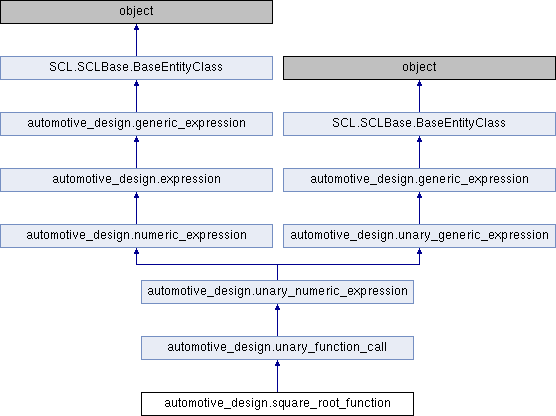 object
SCL.SCLBase.BaseEntityClass
object
automotive_design.generic_expression
SCL.SCLBase.BaseEntityClass
automotive_design.expression
automotive_design.generic_expression
automotive_design.numeric_expression
automotive_design.unary_generic_expression
automotive_design.unary_numeric_expression
automotive_design.unary_function_call
automotive_design.square_root_function